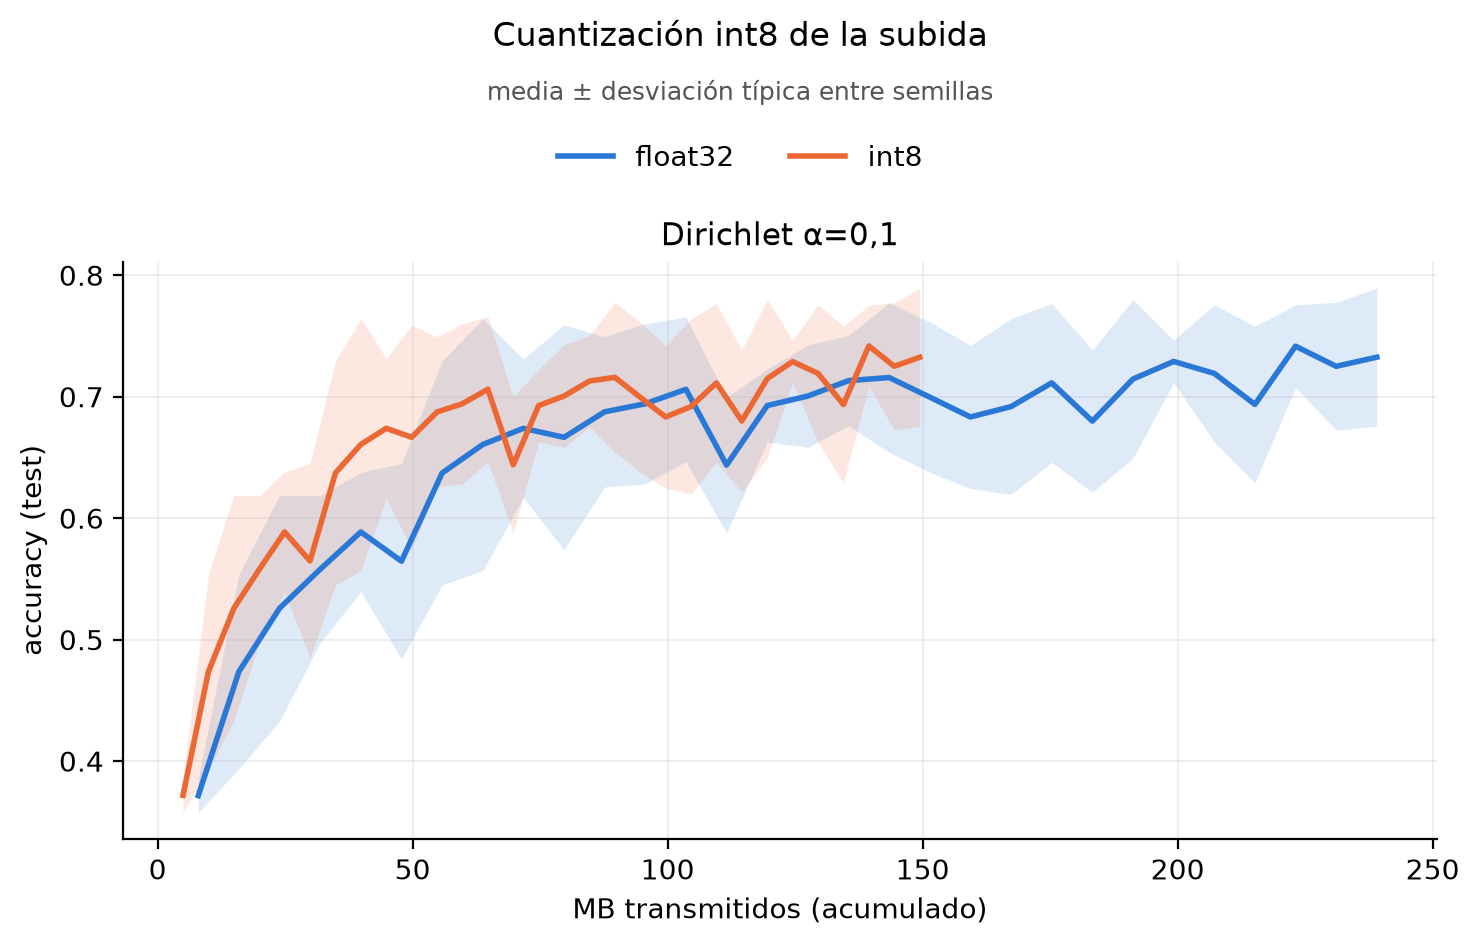 Cuantización int8 de la subida
media ± desviación típica entre semillas
float32
int8
Dirichlet α=0,1
0.8
0.7
0.6
0.5
0.4
accuracy (test)
0
50
100
150
200
250
MB transmitidos (acumulado)